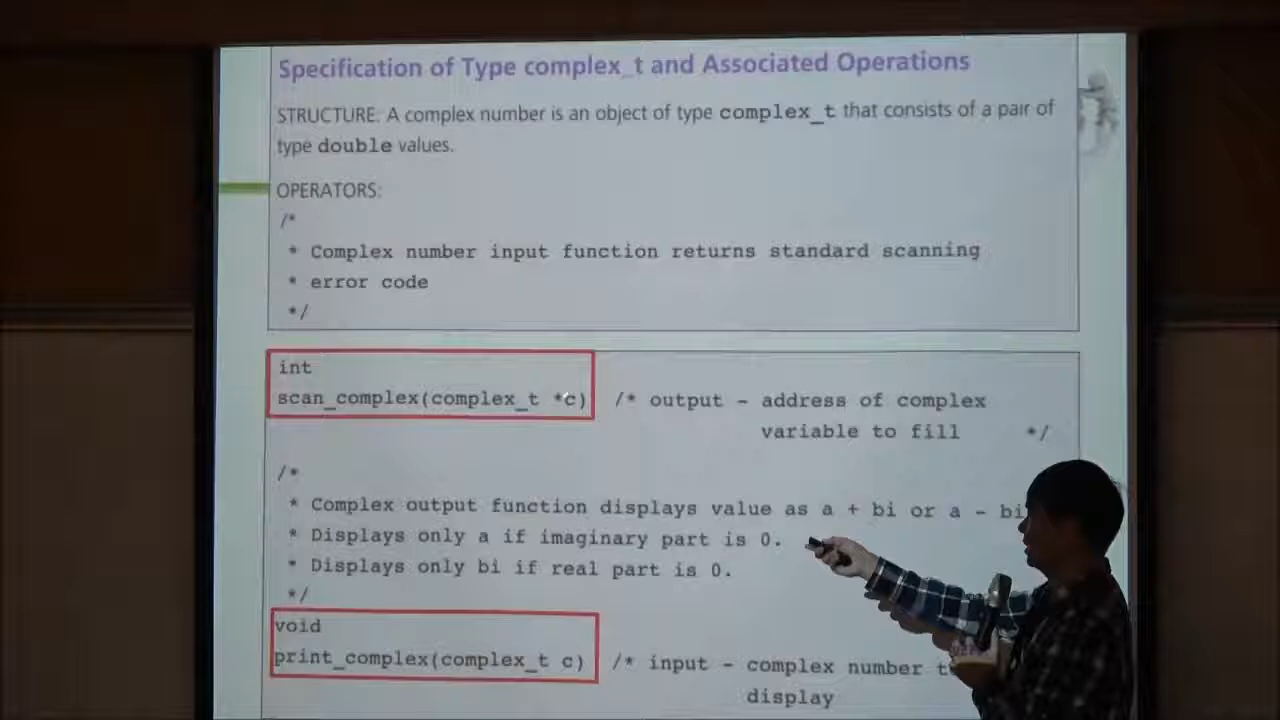 Specification of Type complex_t and Associated Operations
STRUCTURE: A complex number is an object of type complex_t that consists of a pair of
type double values.
OPERATORS:
/*
* Complex number input function returns standard scanning
* error code
*/
int
scan_complex(complex_t *c) /* output - address of complex
variable to fill */
/*
* Complex output function displays value as a + bi or a - bi
* Displays only a if imaginary part is 0.
* Displays only bi if real part is 0.
*/
void
print_complex(complex_t c) /* input - complex number
display